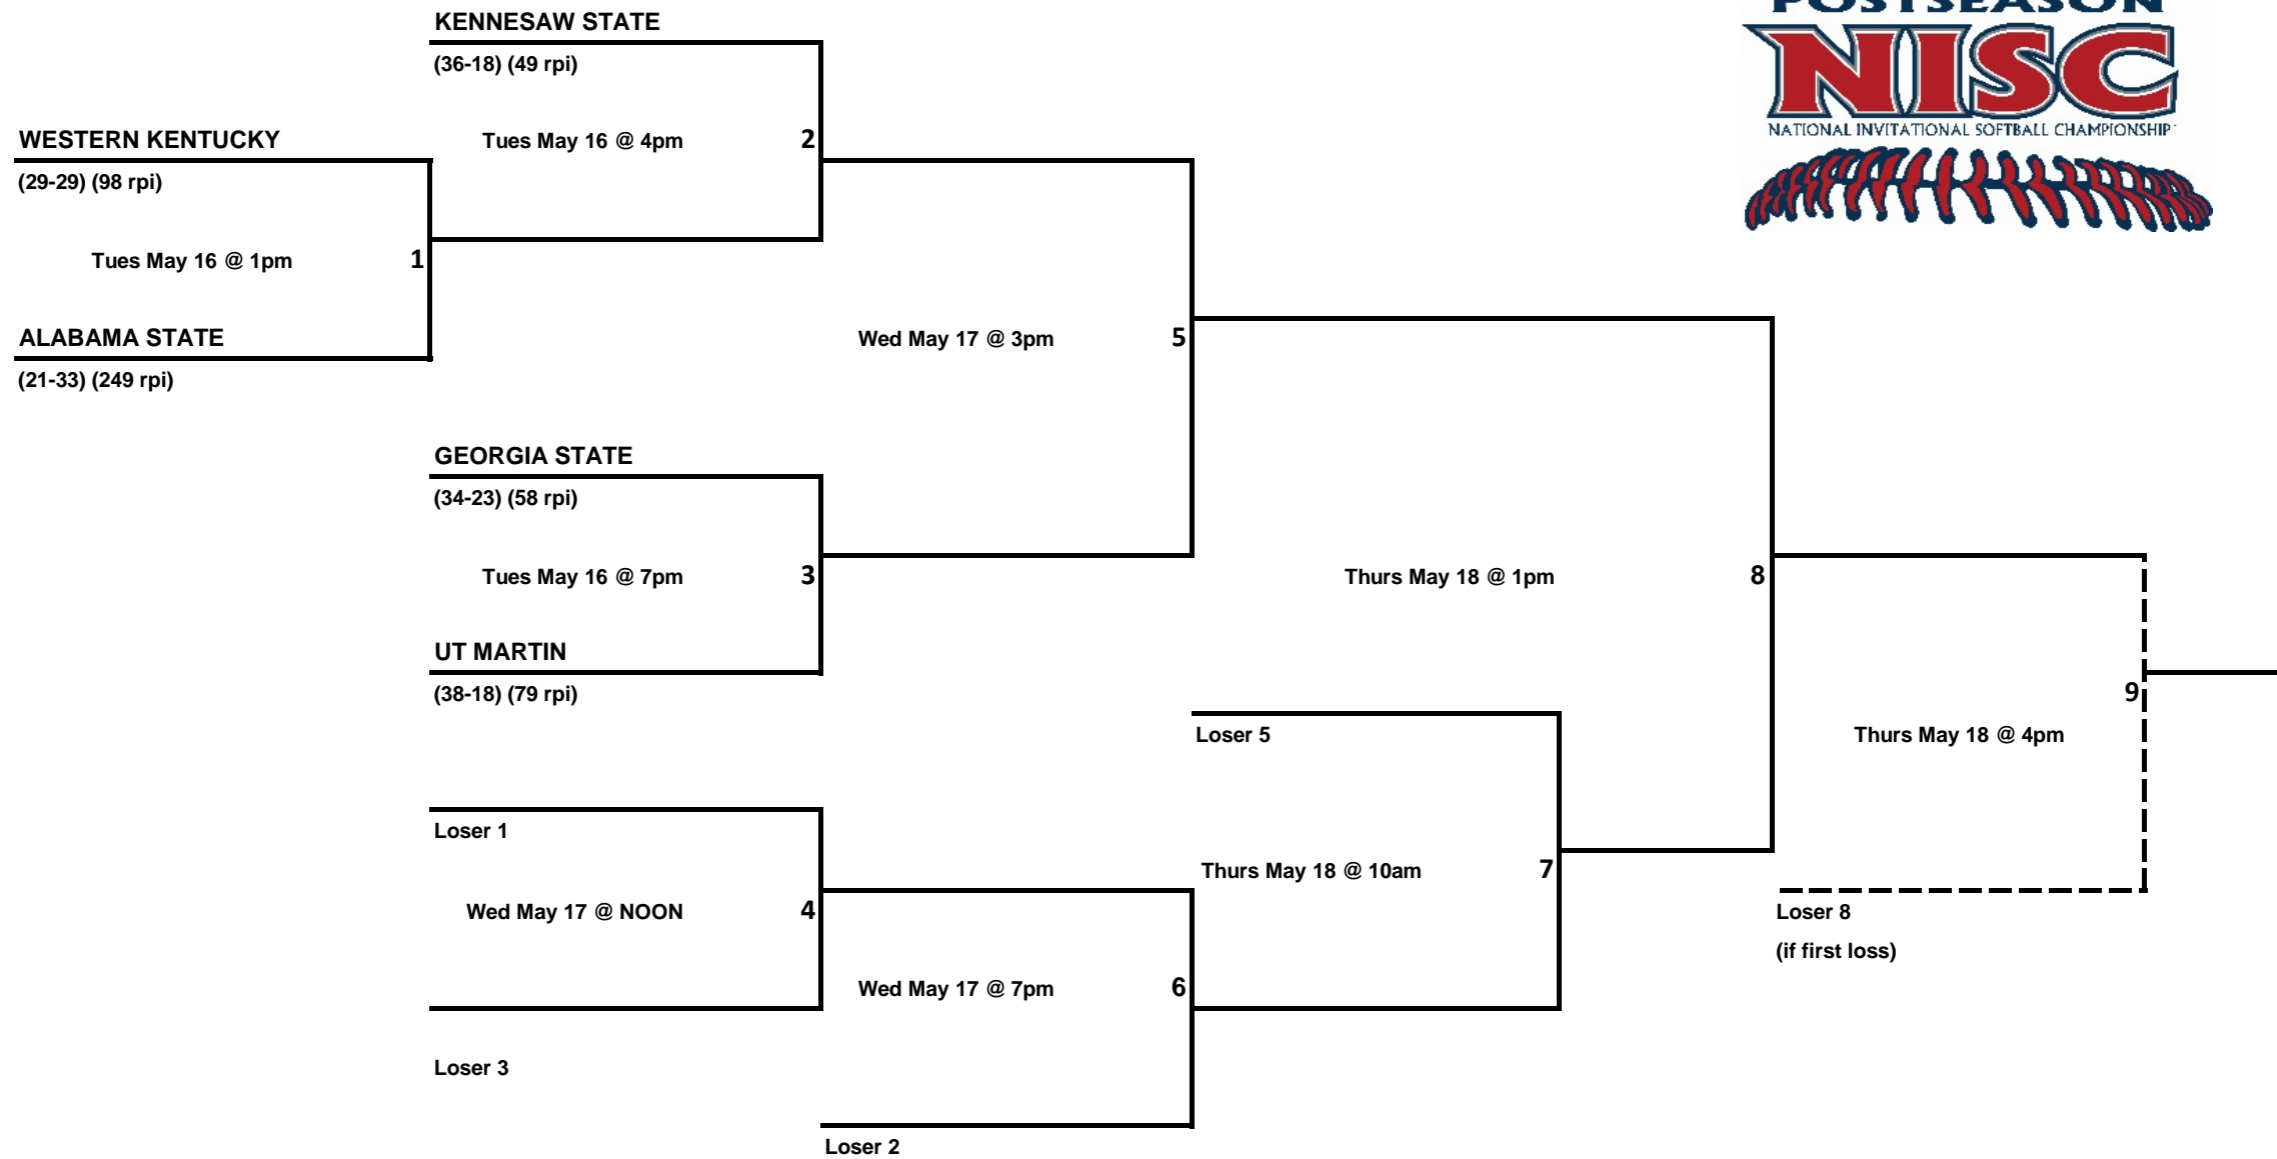 POSTSEASON
NISC
NATIONAL INVITATIONAL SOFTBALL CHAMPIONSHIP
KENNESAW STATE
(36-18) (49 rpi)
Tues May 16 @ 4pm 2
WESTERN KENTUCKY
(29-29) (98 rpi)
Tues May 16 @ 1pm 1
ALABAMA STATE
(21-33) (249 rpi)
Wed May 17 @ 3pm 5
GEORGIA STATE
(34-23) (58 rpi)
Tues May 16 @ 7pm 3
UT MARTIN
(38-18) (79 rpi)
Thurs May 18 @ 1pm 8
Loser 5
Thurs May 18 @ 10am 7
9
Thurs May 18 @ 4pm
Loser 8
(if first loss)
Loser 1
Wed May 17 @ NOON 4
Loser 3
Wed May 17 @ 7pm 6
Loser 2